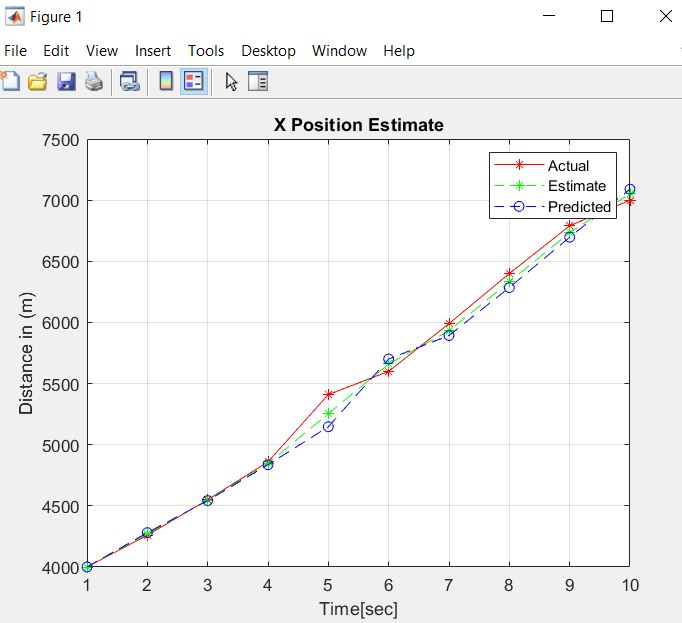 Figure 1
File Edit View Insert Tools Desktop Window Help
X Position Estimate
7500
7000
6500
6000
5500
5000
4500
4000
Distance in (m)
Actual
Estimate
Predicted
1 2 3 4 5 6 7 8 9 10
Time[sec]